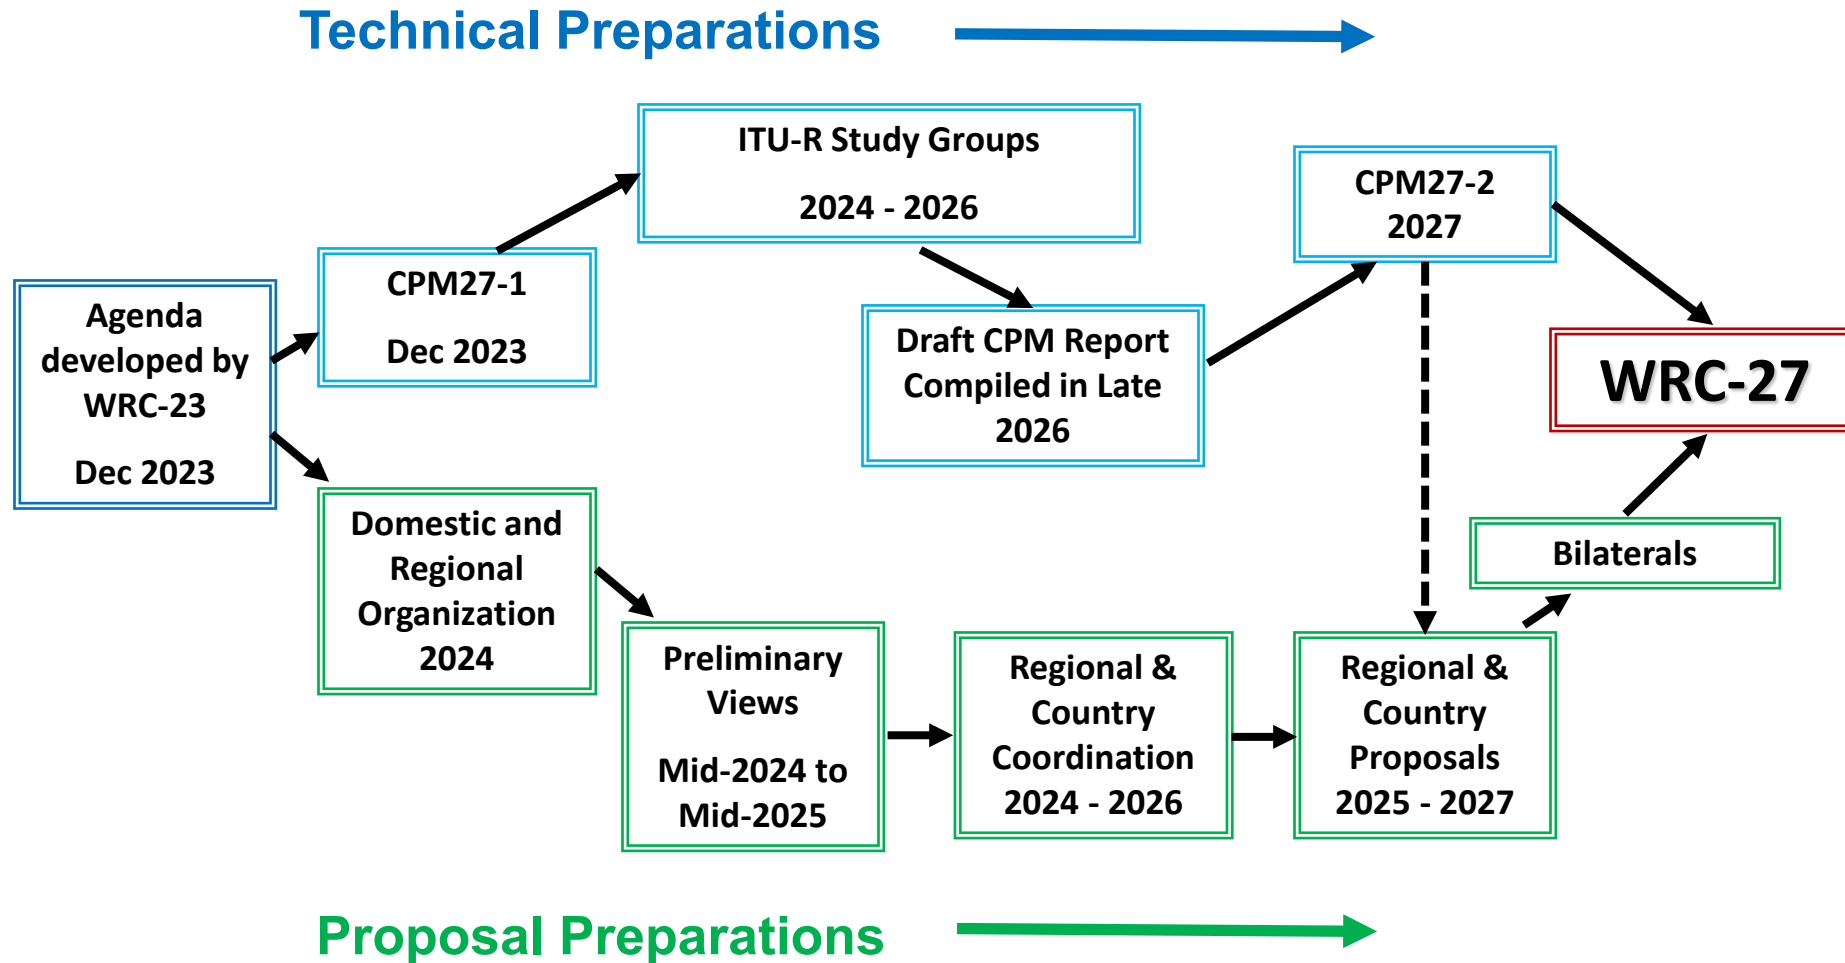 Technical Preparations
ITU-R Study Groups
2024 - 2026
CPM27-2
2027
CPM27-1
Dec 2023
Agenda
developed by
WRC-23
Dec 2023
Draft CPM Report
Compiled in Late
2026
WRC-27
Domestic and
Regional
Organization
2024
Bilaterals
Preliminary
Views
Mid-2024 to
Mid-2025
Regional &
Country
Coordination
2024 - 2026
Regional &
Country
Proposals
2025 - 2027
Proposal Preparations